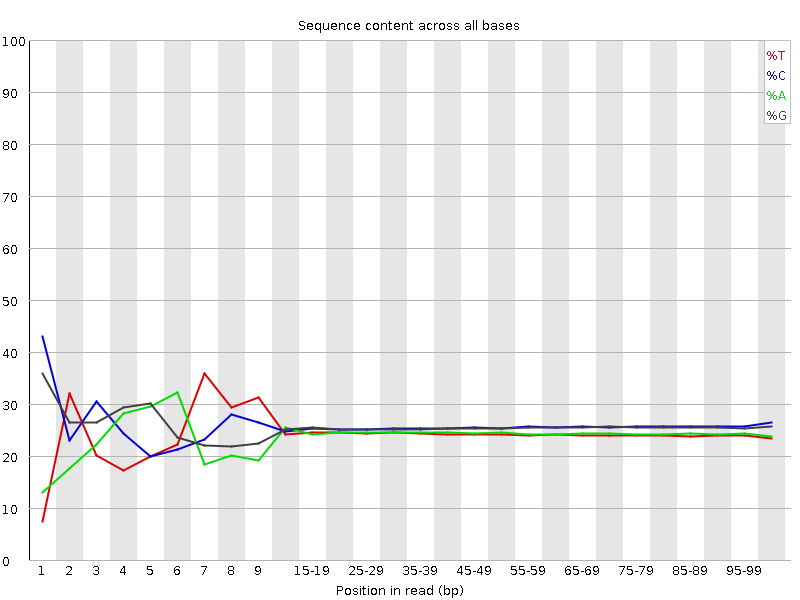 Sequence content across all bases
100
90
80
70
60
50
40
30
20
10
0
%T
%C
%A
%G
1 2 3 4 5 6 7 8 9 15-19 25-29 35-39 45-49 55-59 65-69 75-79 85-89 95-99
Position in read (bp)